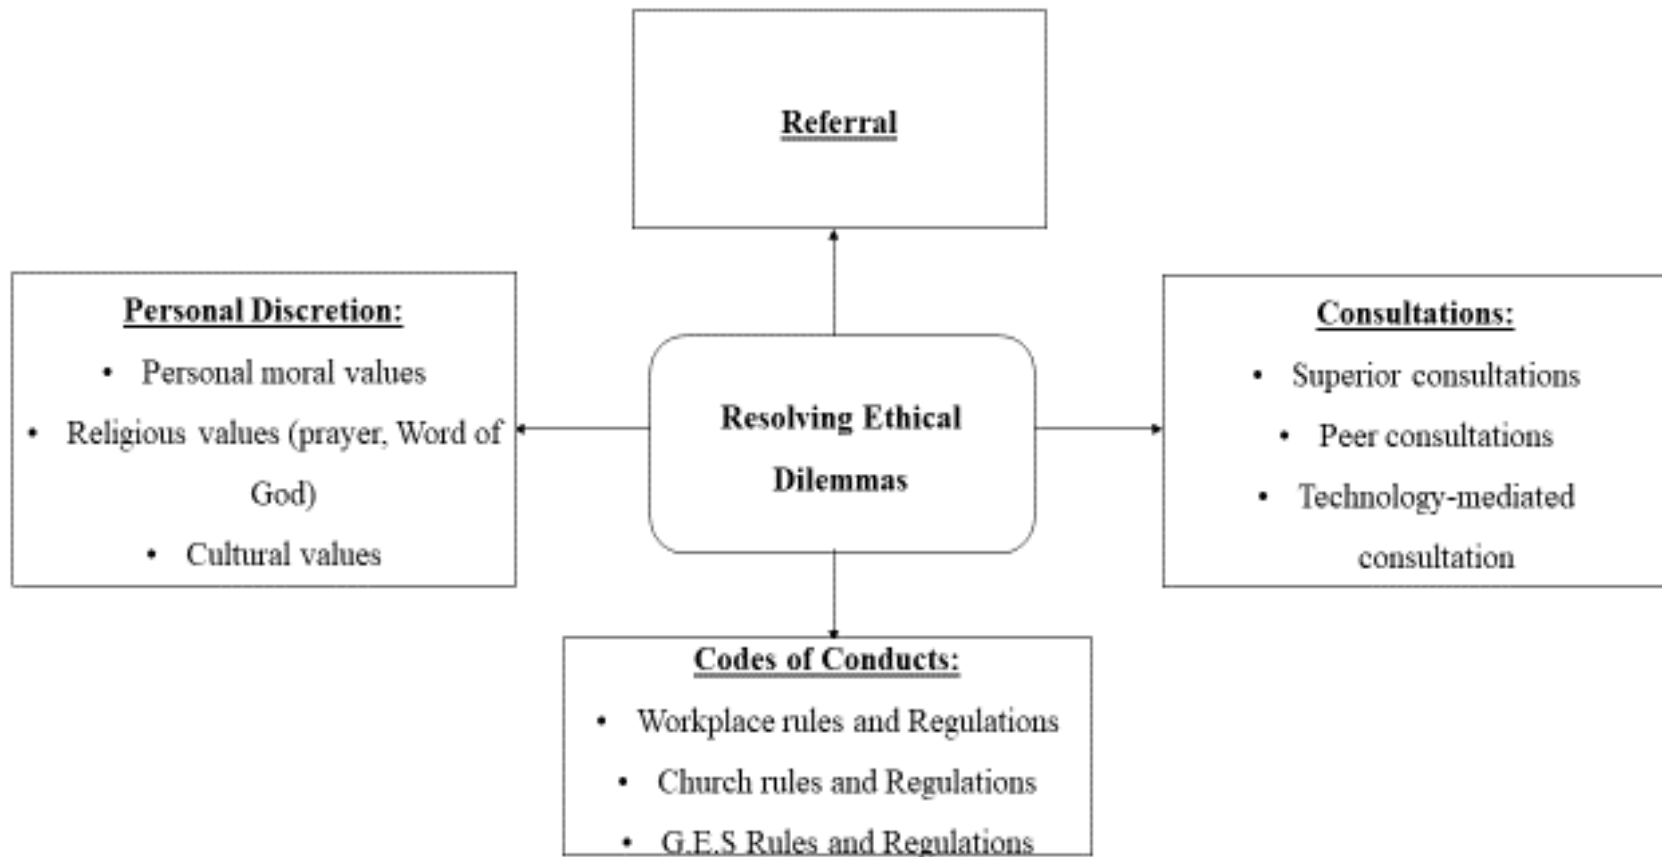 Referral
Personal Discretion:
• Personal moral values
• Religious values (prayer, Word of
God)
• Cultural values
Resolving Ethical
Dilemmas
Consultations:
• Superior consultations
• Peer consultations
• Technology-mediated
consultation
Codes of Conducts:
• Workplace rules and Regulations
• Church rules and Regulations
• G.E.S Rules and Regulations